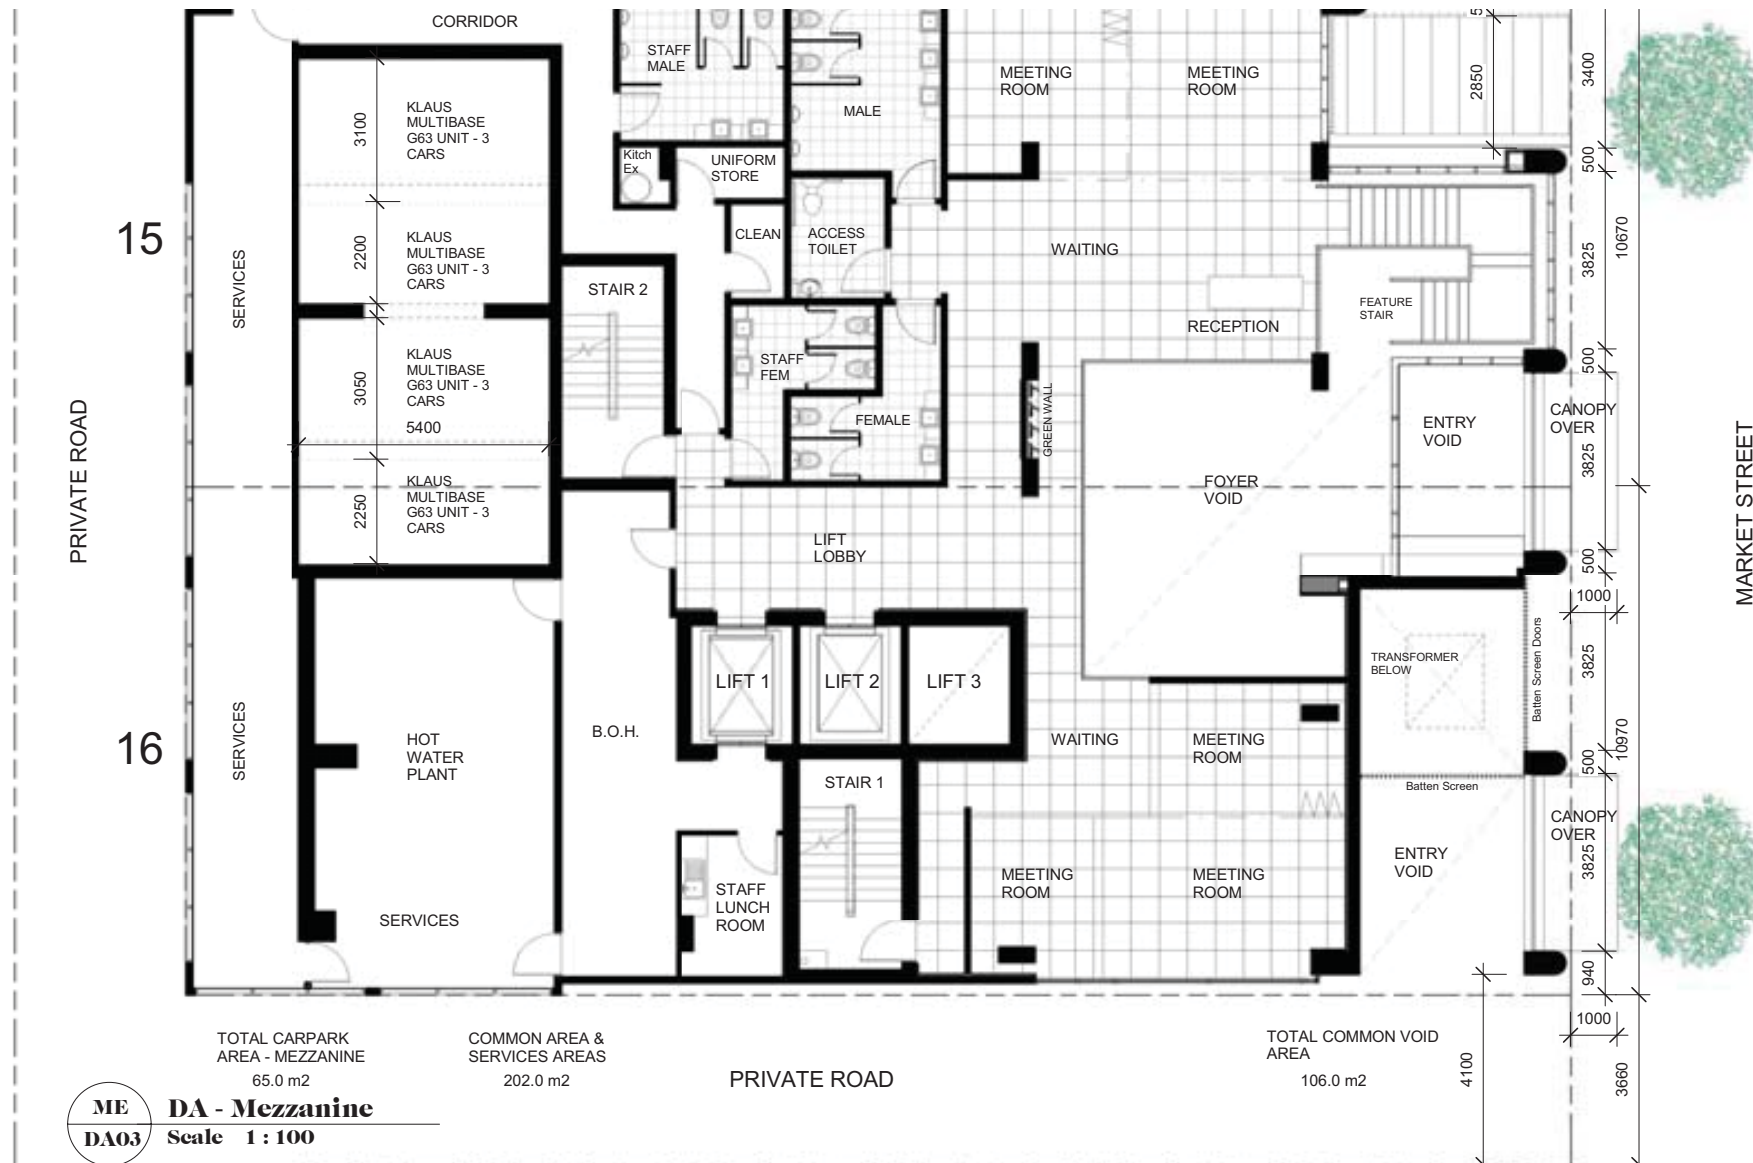 CORRIDOR
STAFF
MALE
MEETING
ROOM
MEETING
ROOM
2850
3400
KLAUS
MULTIBASE
G63 UNIT - 3
CARS
3100
MALE
Kitch
Ex
UNIFORM
STORE
500
15
KLAUS
MULTIBASE
G63 UNIT - 3
CARS
2200
CLEAN
ACCESS
TOILET
WAITING
3825
10670
SERVICES
STAIR 2
FEATURE
STAIR
RECEPTION
KLAUS
MULTIBASE
G63 UNIT - 3
CARS
3050
5400
STAFF
FEM
FEMALE
GREEN WALL
500
ENTRY
VOID
CANOPY
OVER
3825
PRIVATE ROAD
MARKET STREET
KLAUS
MULTIBASE
G63 UNIT - 3
CARS
2250
FOYER
VOID
LIFT
LOBBY
500
1000
TRANSFORMER
BELOW
Batten Screen Doors
3825
LIFT 1
LIFT 2
LIFT 3
16
SERVICES
HOT
WATER
PLANT
B.O.H.
WAITING
MEETING
ROOM
500
10970
STAIR 1
Batten Screen
CANOPY
OVER
3825
ENTRY
VOID
STAFF
LUNCH
ROOM
MEETING
ROOM
MEETING
ROOM
SERVICES
940
1000
TOTAL CARPARK
AREA - MEZZANINE
65.0 m2
COMMON AREA &
SERVICES AREAS
202.0 m2
PRIVATE ROAD
TOTAL COMMON VOID
AREA
106.0 m2
4100
3660
ME
DA03
DA - Mezzanine
Scale 1 : 100